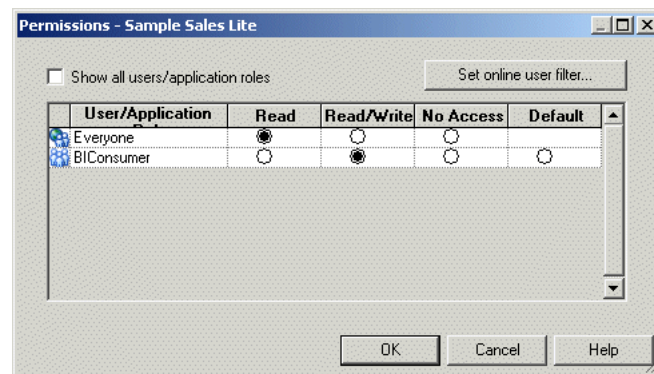 Permissions - Sample Sales Lite
Show all users/application roles
Set online user filter...
User/Application Read Read/Write No Access Default
Everyone
BIConsumer
OK Cancel Help